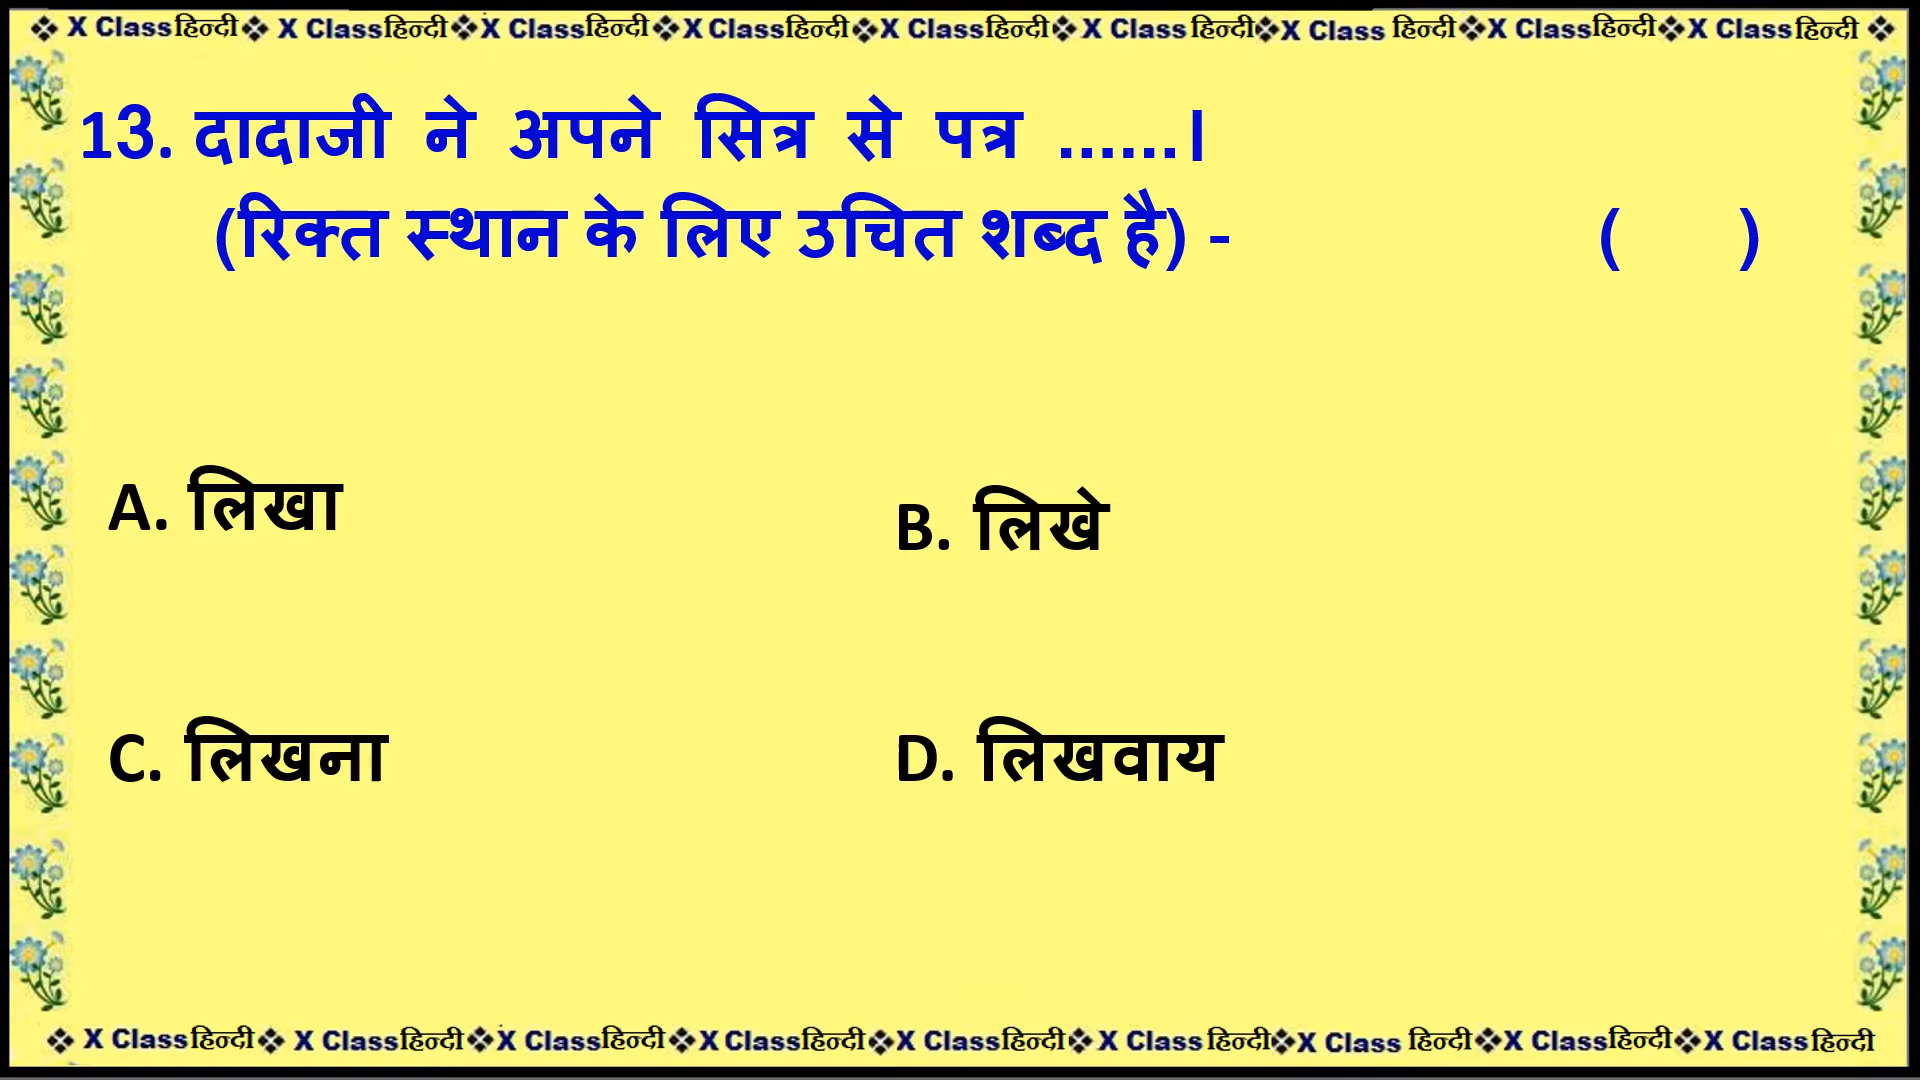 ❖ X Classहिन्दी❖ X Classहिन्दी❖X Classहिन्दी❖X Classहिन्दी❖X Classहिन्दी❖ X Class हिन्दी❖X Class हिन्दी❖X Classहिन्दी❖X Classहिन्दी ❖
13. दादाजी ने अपने सित्र से पत्र ......।
(रिक्त स्थान के लिए उचित शब्द है) - ( )
A. लिखा
B. लिखे
C. लिखना
D. लिखवाय
❖ X Classहिन्दी❖ X Classहिन्दी❖X Classहिन्दी❖X Classहिन्दी❖X Classहिन्दी❖ X Class हिन्दी❖X Class हिन्दी❖X Classहिन्दी❖X Classहिन्दी